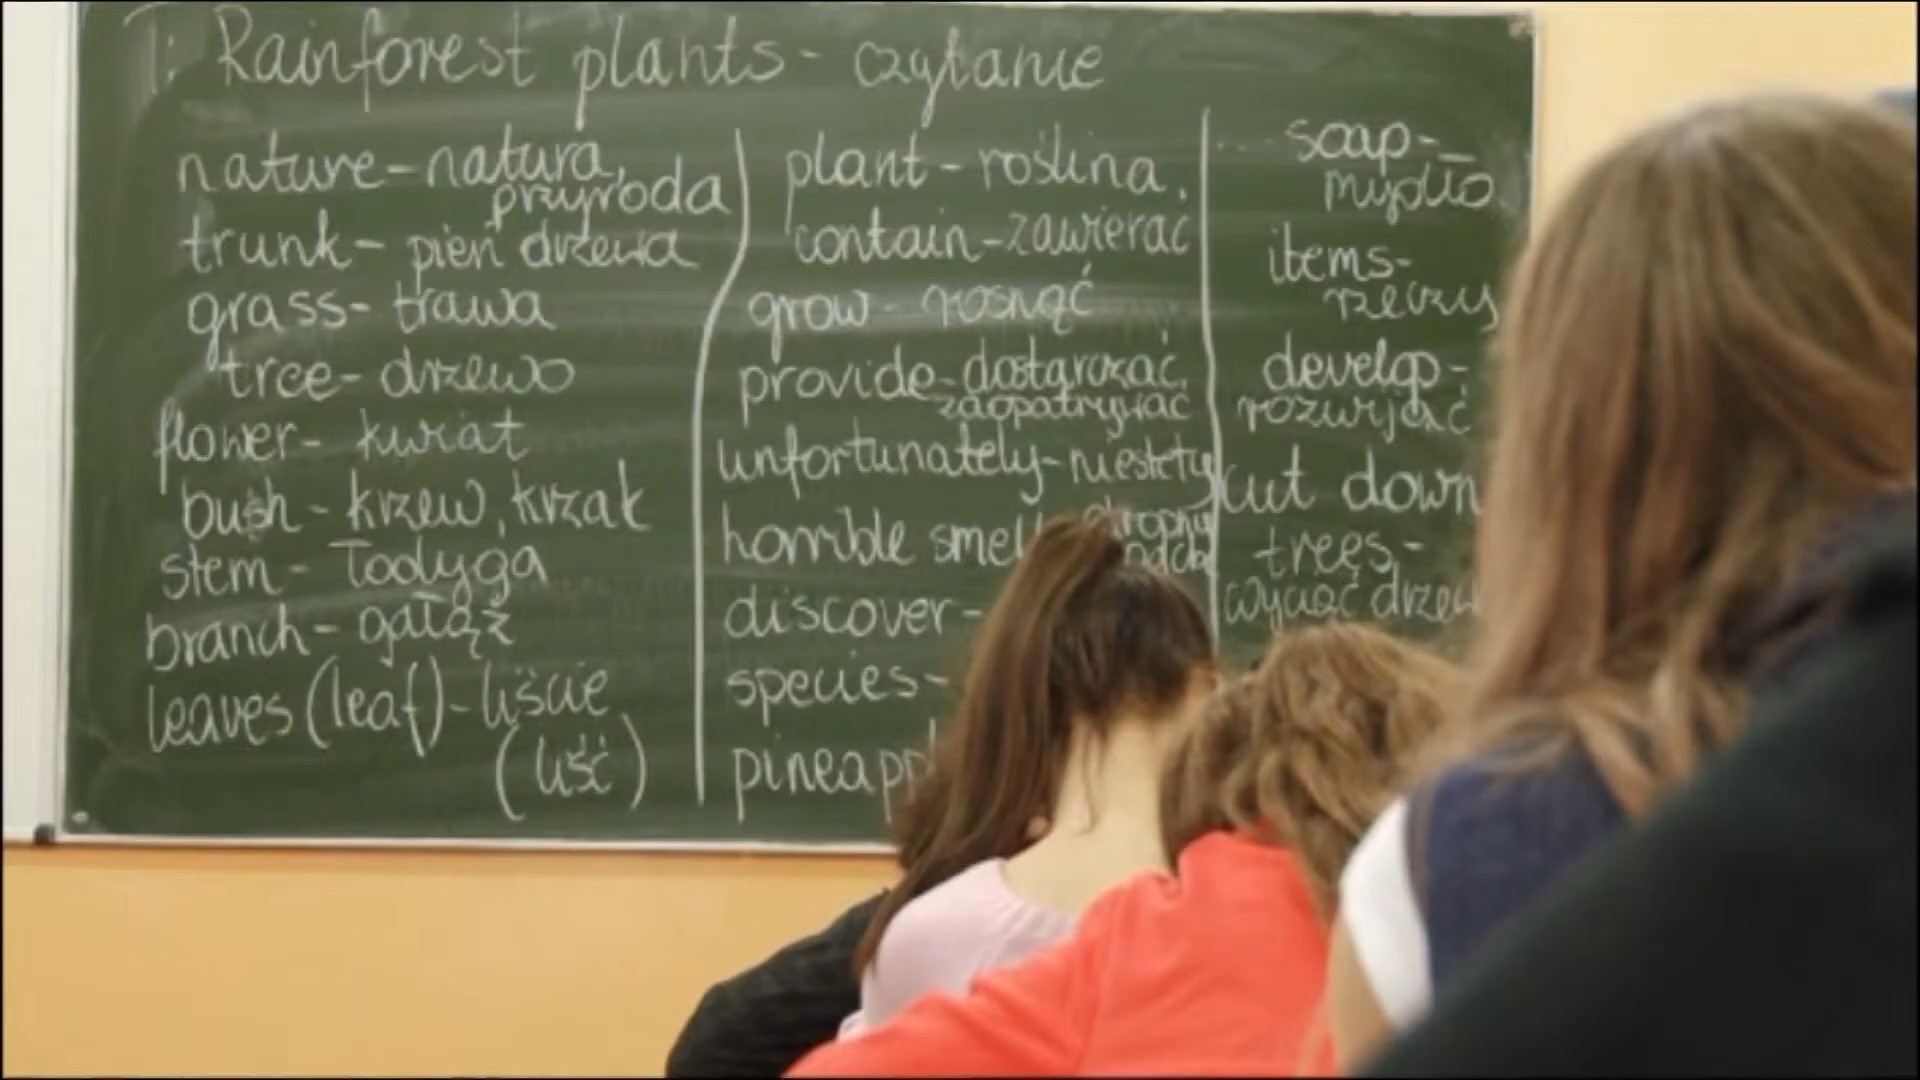 T: Rainforest plants - czytanie
nature - natura,
przyroda
trunk - pień drzewa
grass - trawa
tree - drzewo
flower - kwiat
bush - krzew, krzak
stem - łodyga
branch - gałąź
leaves (leaf) - liście
(liść)
plant - roślina,
contain - zawierać
grow - rosnąć
provide - dostarczać,
zaopatrywać
unfortunately - niestety
horrible smell
discover -
species -
soap -
mydło
items -
rzeczy
develop -
rozwijać
cut down
trees -
wyciąć